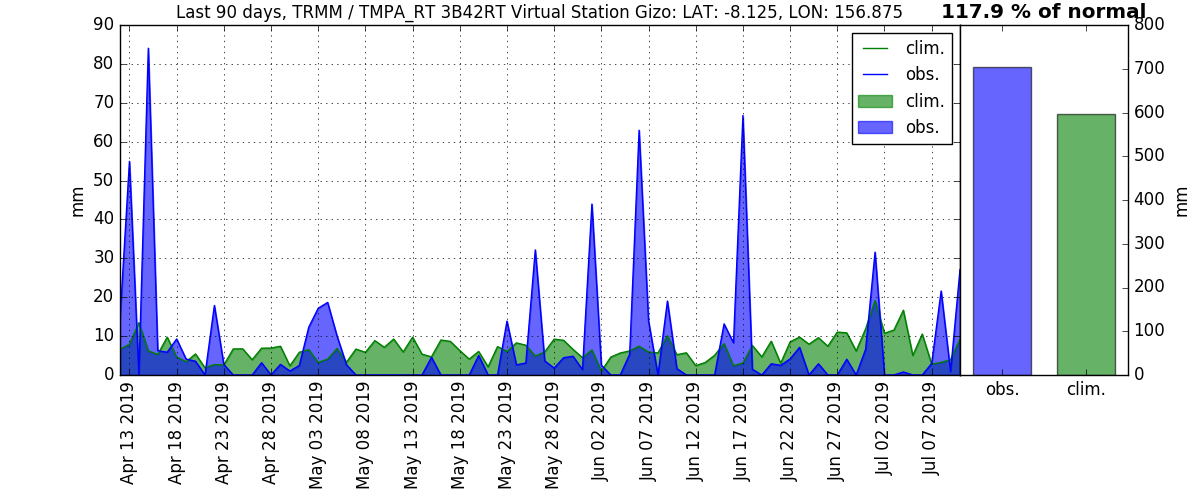 Last 90 days, TRMM / TMPA_RT 3B42RT Virtual Station Gizo: LAT: -8.125, LON: 156.875
117.9 % of normal
90
80
70
60
50
40
30
20
10
0
mm
clim.
obs.
clim.
obs.
Apr 13 2019
Apr 18 2019
Apr 23 2019
Apr 28 2019
May 03 2019
May 08 2019
May 13 2019
May 18 2019
May 23 2019
May 28 2019
Jun 02 2019
Jun 07 2019
Jun 12 2019
Jun 17 2019
Jun 22 2019
Jun 27 2019
Jul 02 2019
Jul 07 2019
800
700
600
500
400
300
200
100
0
mm
obs.
clim.